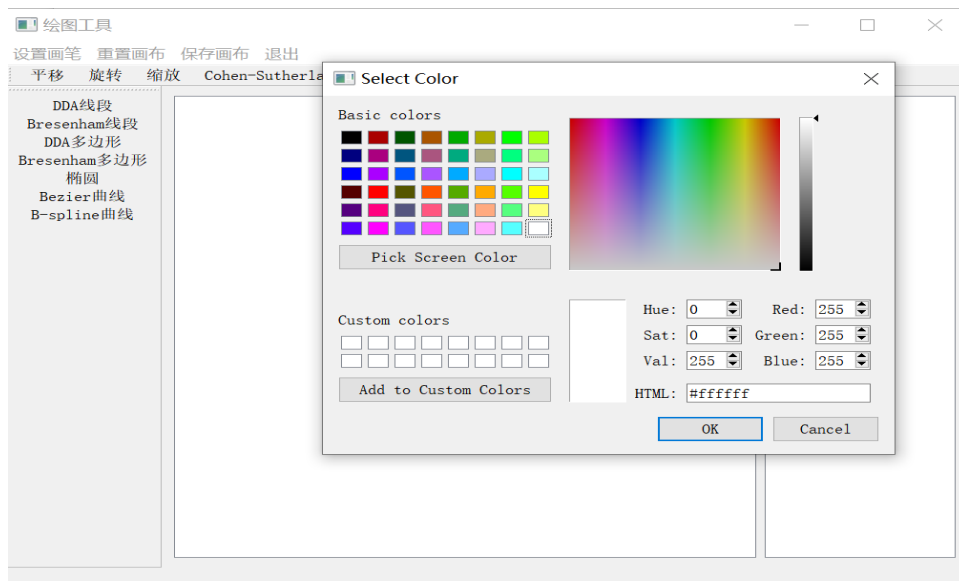 绘图工具
设置画笔 重置画布 保存画布 退出
平移 旋转 缩放 Cohen-Sutherla
DDA线段
Bresenham线段
DDA多边形
Bresenham多边形
椭圆
Bezier曲线
B-spline曲线
Select Color
Basic colors
Pick Screen Color
Custom colors
Add to Custom Colors
Hue: 0 Red: 255
Sat: 0 Green: 255
Val: 255 Blue: 255
HTML: #ffffff
OK Cancel